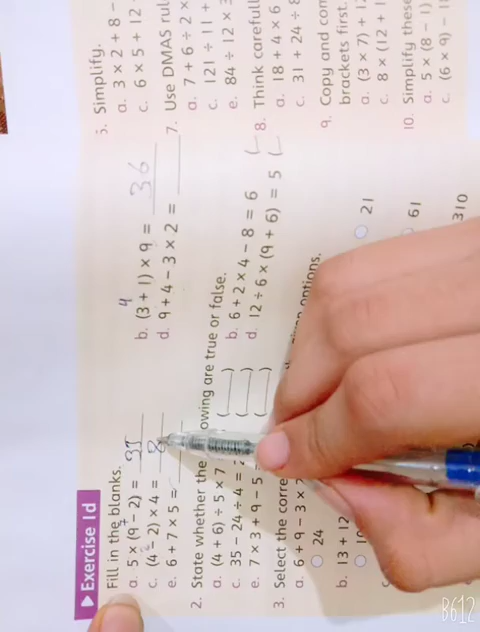 Exercise 1d
Fill in the blanks.
a. 5 × (9 − 2) = 35
b. (3 + 1) × 9 = 36
4
c. (4 − 2) × 4 = 8
d. 9 + 4 − 3 × 2 =
e. 6 + 7 × 5 =
2. State whether the owing are true or false.
a. (4 + 6) ÷ 5 × 7
b. 6 + 2 × 4 − 8 = 6
c. 35 − 24 ÷ 4 =
d. 12 ÷ 6 × (9 + 6) = 5
e. 7 × 3 + 9 − 5 =
3. Select the corre options.
a. 6 + 9 − 3 ×
24
21
b. 13 + 12
61
310
5. Simplify.
a. 3 × 2 + 8 −
c. 6 × 5 + 12
7. Use DMAS rul
a. 7 + 6 ÷ 2 ×
c. 121 ÷ 11 +
e. 84 ÷ 12 ×
8. Think carefull
a. 18 + 4 × 6
c. 31 + 24 ÷
9. Copy and com
brackets first.
a. (3 × 7) + 1
c. 8 × (12 + 1
10. Simplify these
a. 5 × (8 − 1)
c. (6 × 9) − 1
B612